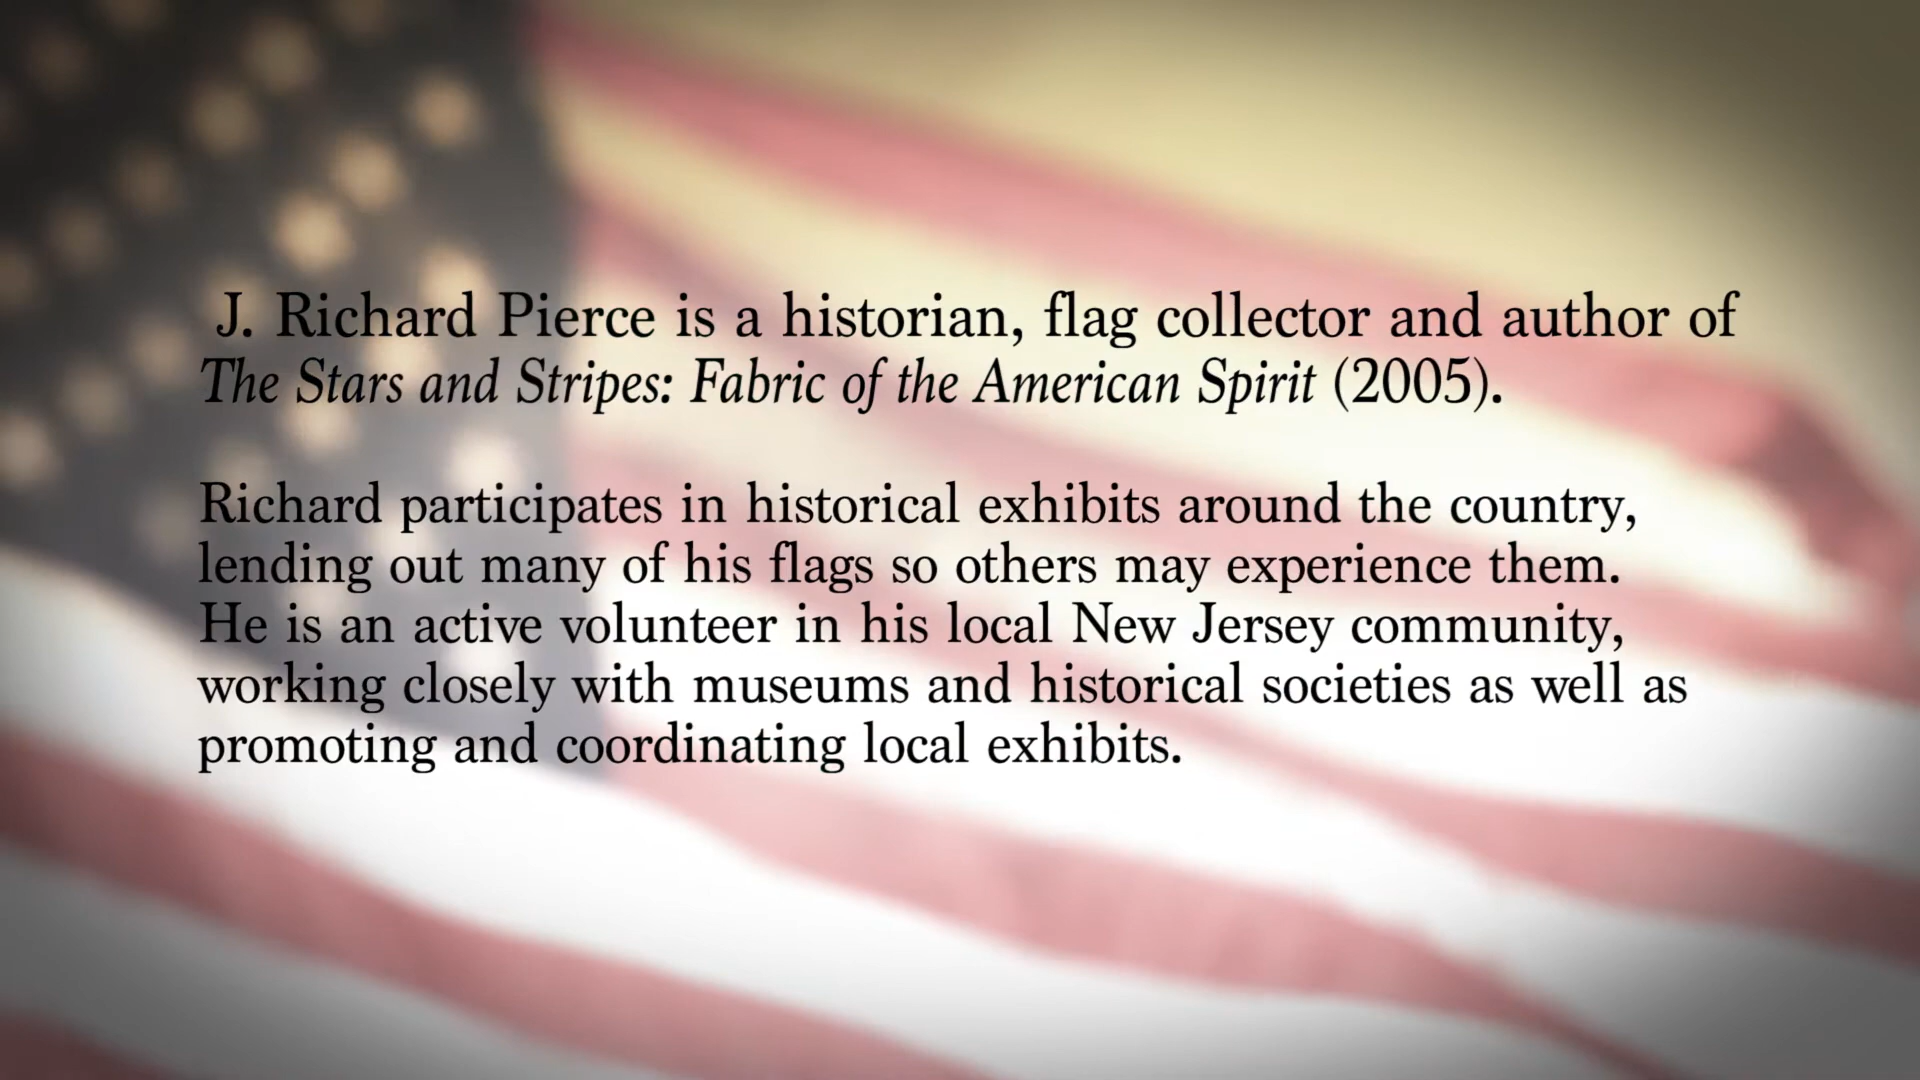 J. Richard Pierce is a historian, flag collector and author of
The Stars and Stripes: Fabric of the American Spirit (2005).
Richard participates in historical exhibits around the country,
lending out many of his flags so others may experience them.
He is an active volunteer in his local New Jersey community,
working closely with museums and historical societies as well as
promoting and coordinating local exhibits.